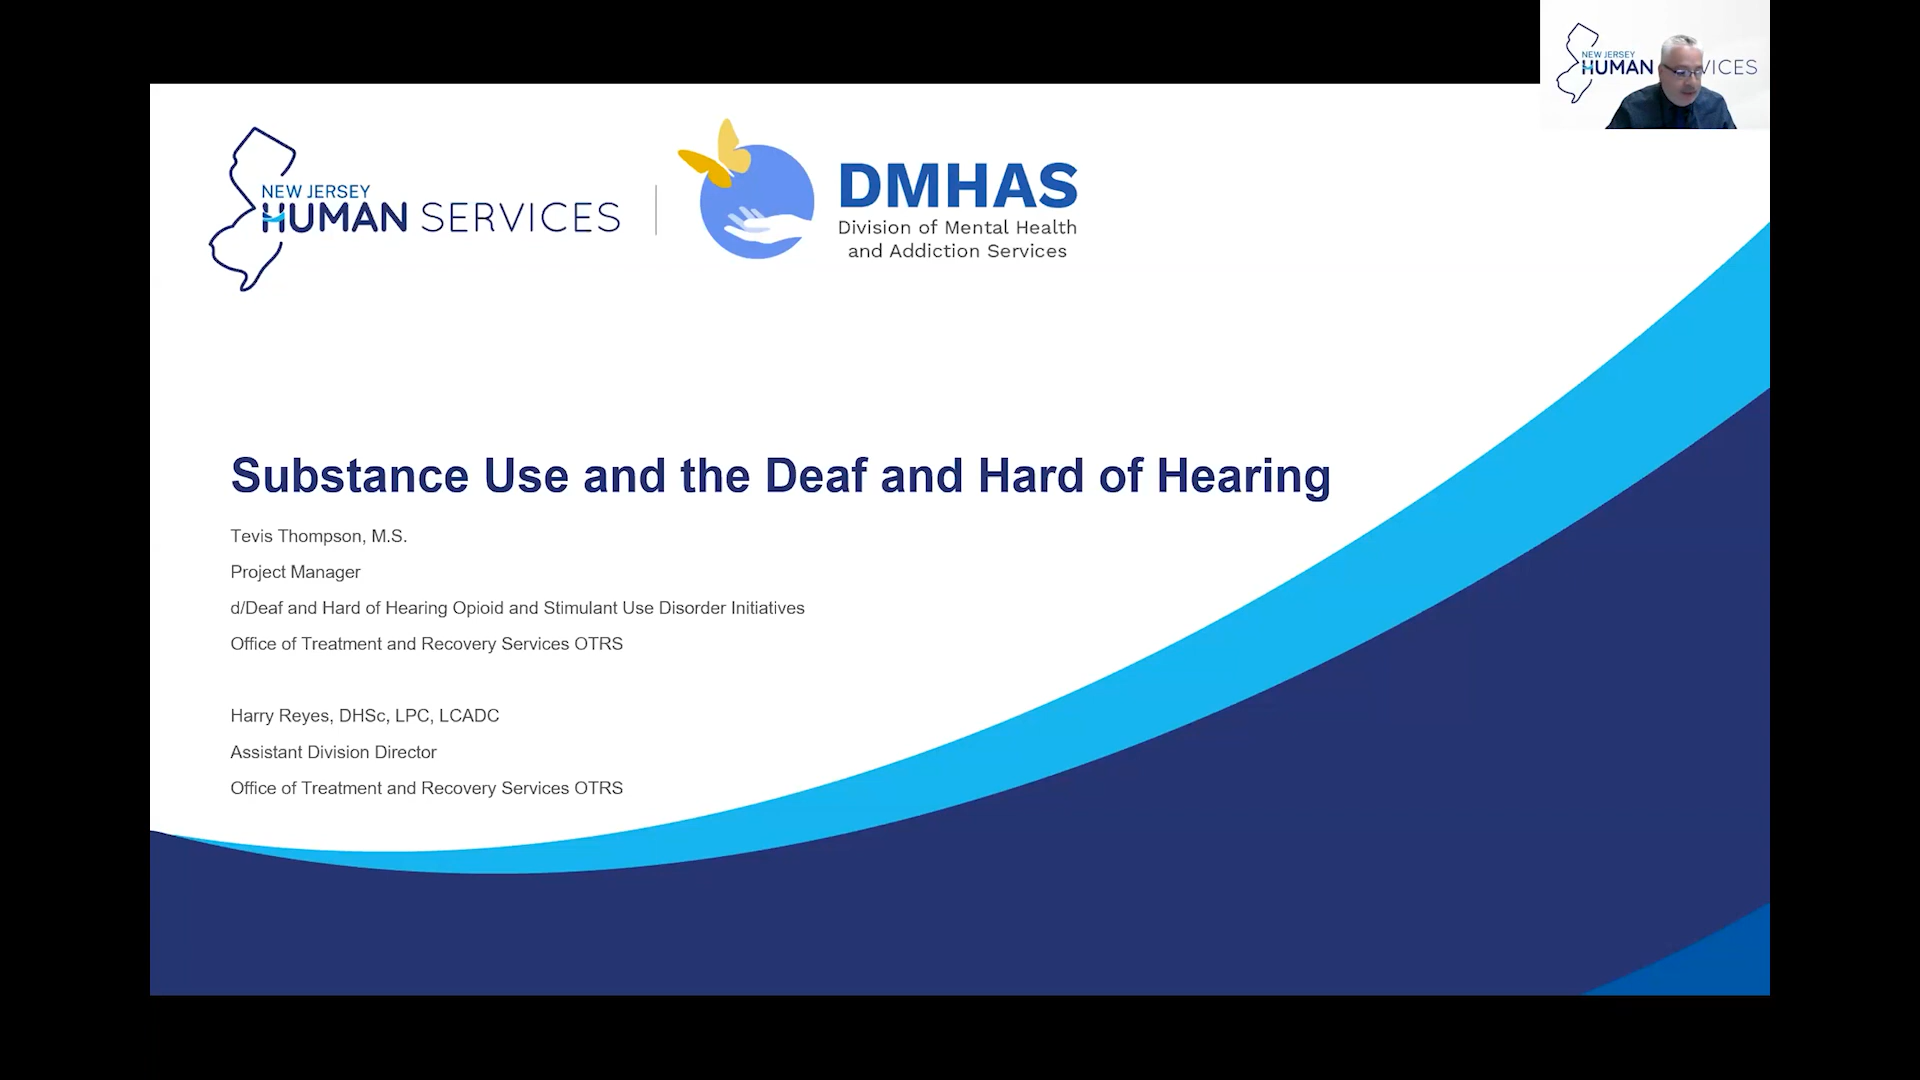 NEW JERSEY
HUMAN SERVICES
DMHAS
Division of Mental Health
and Addiction Services
NEW JERSEY
HUMAN VICES
Substance Use and the Deaf and Hard of Hearing
Tevis Thompson, M.S.
Project Manager
d/Deaf and Hard of Hearing Opioid and Stimulant Use Disorder Initiatives
Office of Treatment and Recovery Services OTRS
Harry Reyes, DHSc, LPC, LCADC
Assistant Division Director
Office of Treatment and Recovery Services OTRS